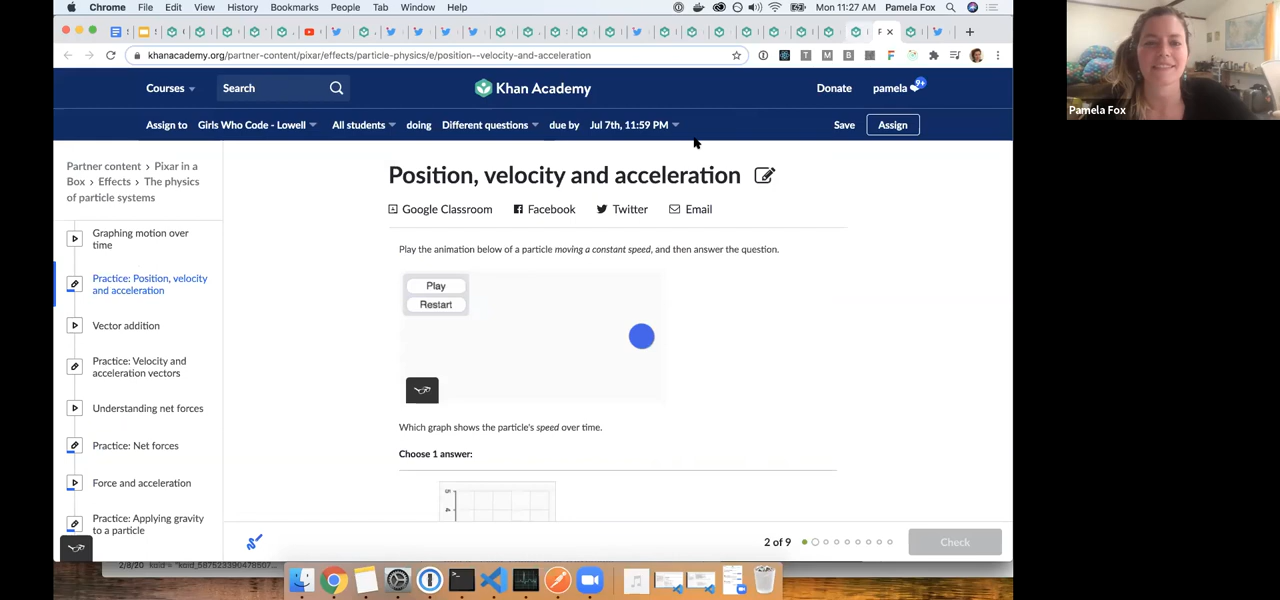 Chrome File Edit View History Bookmarks People Tab Window Help Mon 11:27 AM Pamela Fox
khanacademy.org/partner-content/pixar/effects/particle-physics/e/position--velocity-and-acceleration
Courses Search Khan Academy Donate pamela 9+
Assign to Girls Who Code - Lowell All students doing Different questions due by Jul 7th, 11:59 PM Save Assign
Partner content > Pixar in a
Box > Effects > The physics
of particle systems
Graphing motion over
time
Practice: Position, velocity
and acceleration
Vector addition
Practice: Velocity and
acceleration vectors
Understanding net forces
Practice: Net forces
Force and acceleration
Practice: Applying gravity
to a particle
Position, velocity and acceleration
Google Classroom Facebook Twitter Email
Play the animation below of a particle moving a constant speed, and then answer the question.
Play
Restart
Which graph shows the particle's speed over time.
Choose 1 answer:
5
4
2 of 9 Check
Pamela Fox